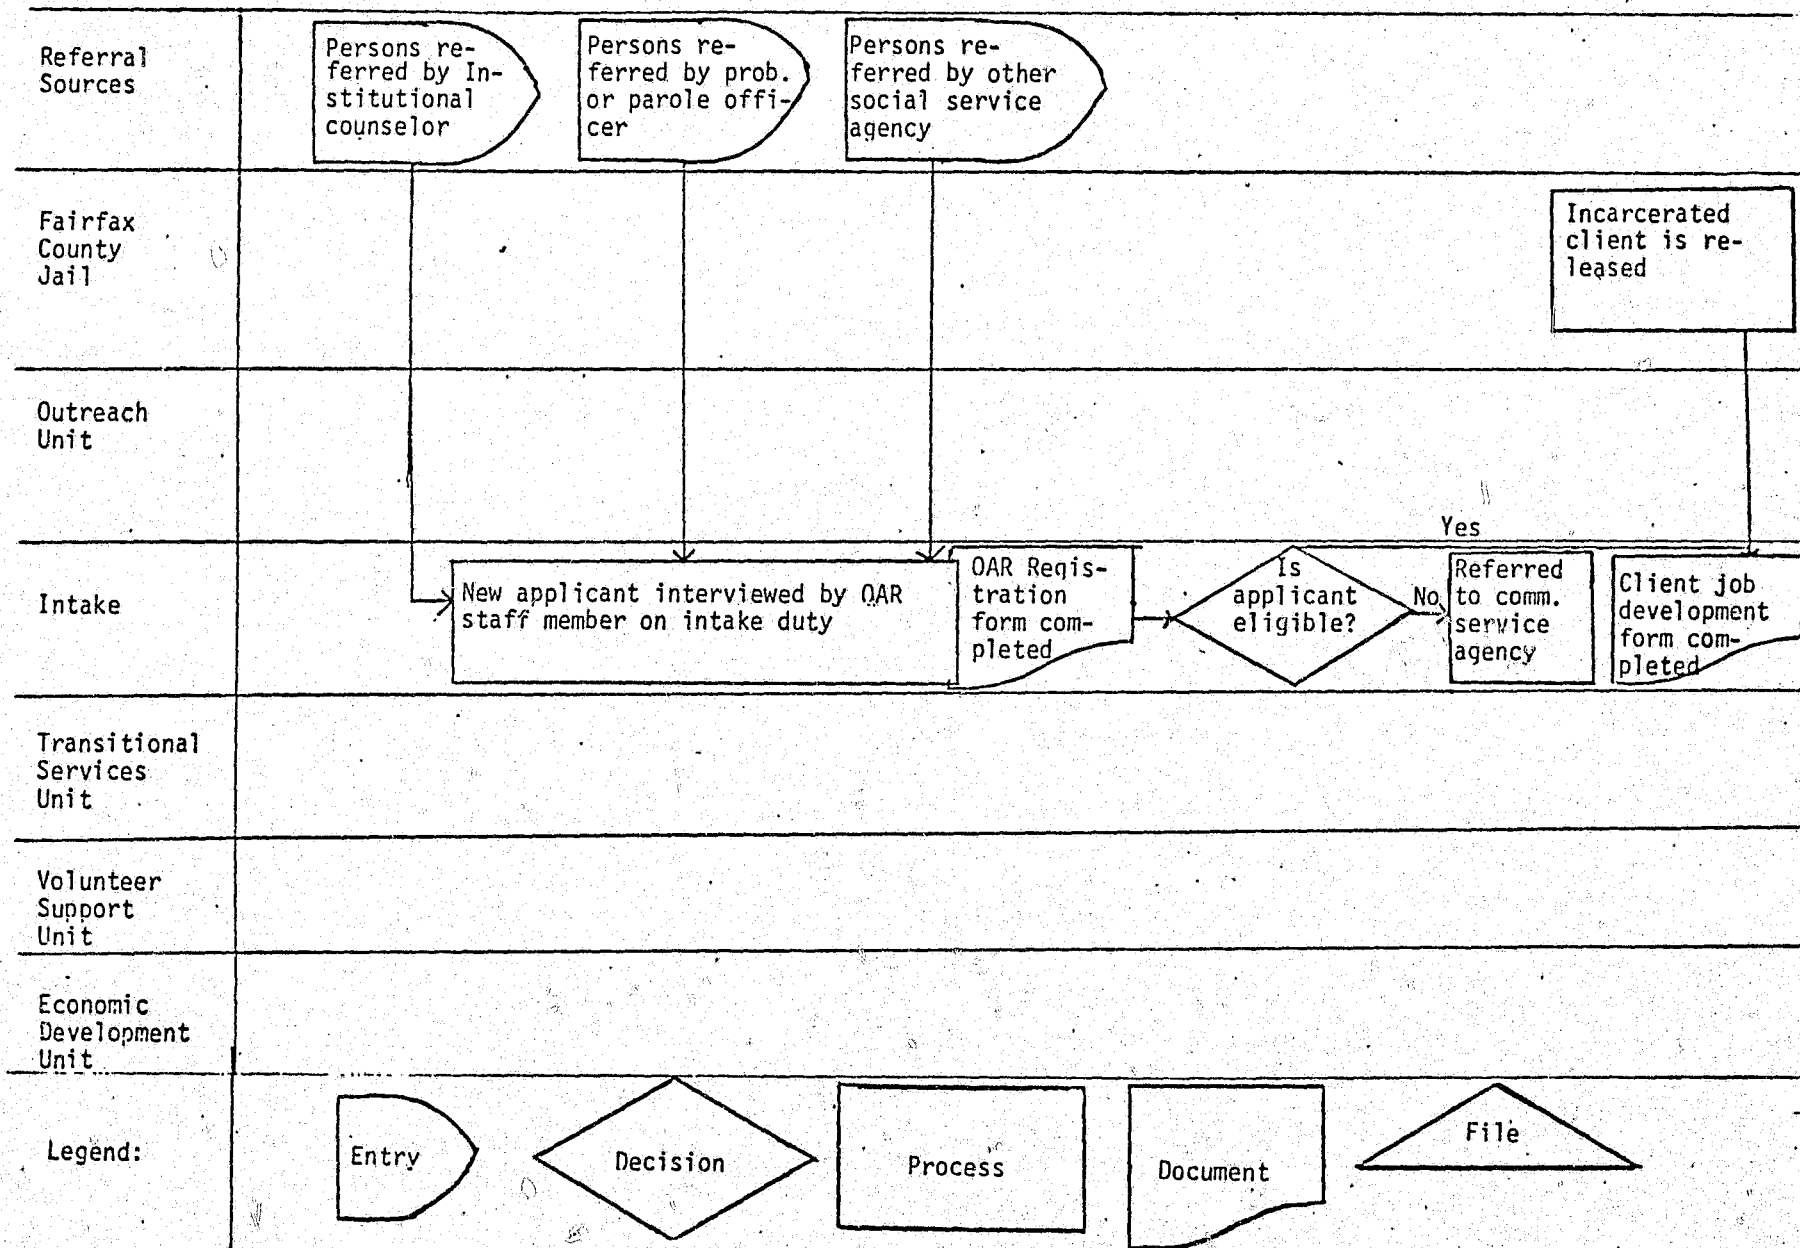 Referral
Sources
Persons re-
ferred by In-
stitutional
counselor
Persons re-
ferred by prob.
or parole offi-
cer
Persons re-
ferred by other
social service
agency
Fairfax
County
Jail
Incarcerated
client is re-
leased
Outreach
Unit
Yes
Intake
New applicant interviewed by OAR
staff member on intake duty
OAR Regis-
tration
form com-
pleted
Is
applicant
eligible?
No
Referred
to comm.
service
agency
Client job
development
form com-
pleted
Transitional
Services
Unit
Volunteer
Support
Unit
Economic
Development
Unit
Legend:
Entry
Decision
Process
Document
File